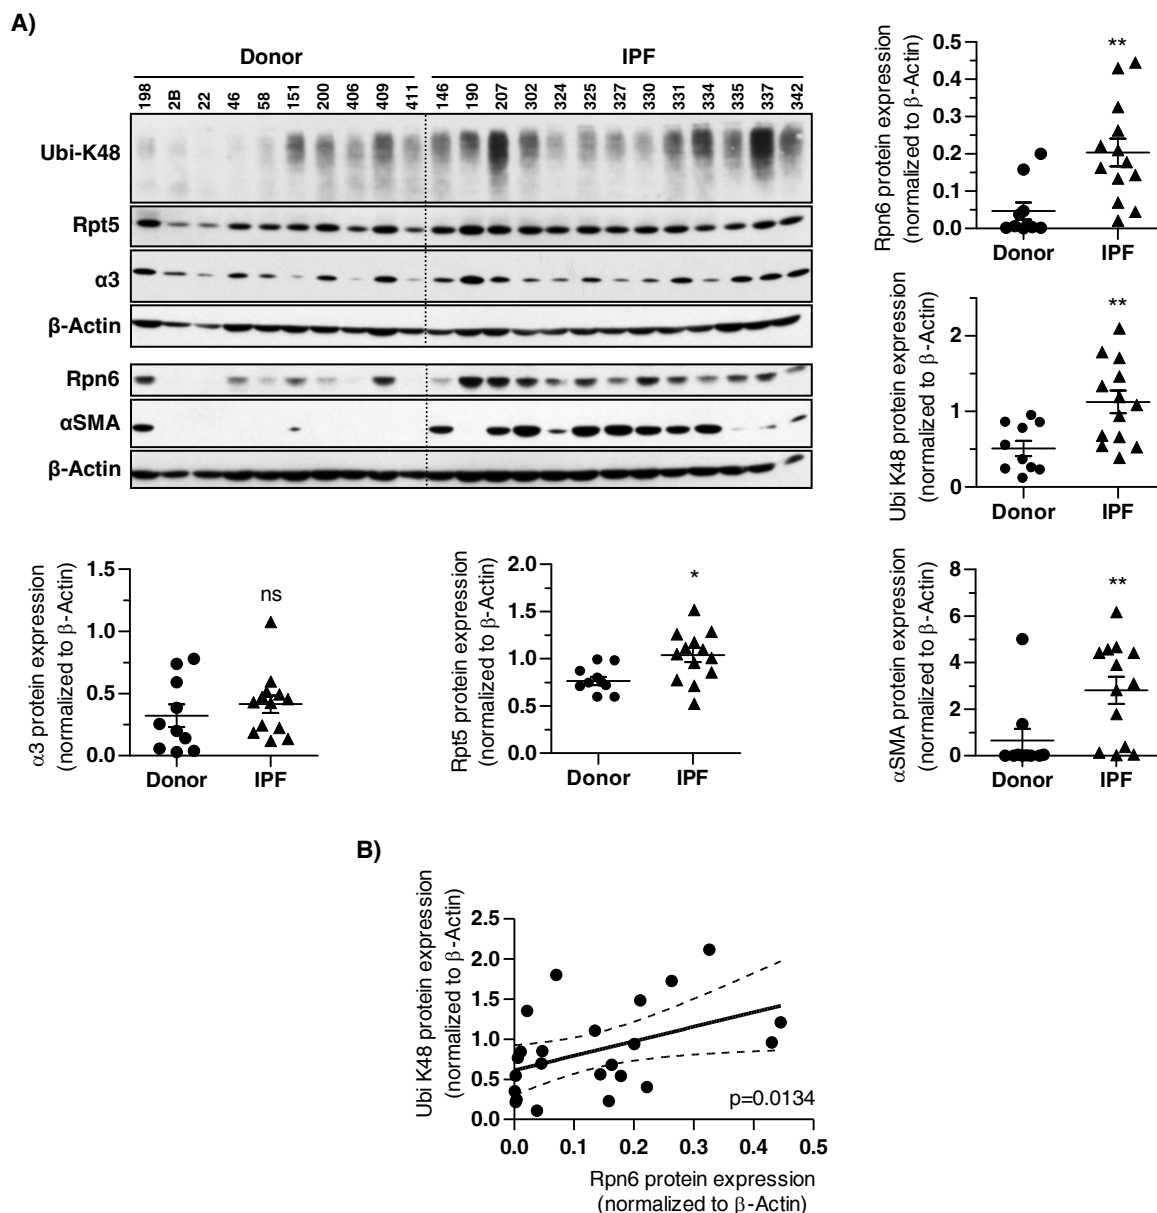 A)
Donor IPF
198 2B 22 46 58 151 200 406 409 411 146 190 207 302 324 325 327 330 331 334 335 337 342
Ubi-K48
Rpt5
α3
β-Actin
Rpn6
αSMA
β-Actin
Rpn6 protein expression
(normalized to β-Actin)
**
0.5
0.4
0.3
0.2
0.1
0.0
Donor IPF
Ubi K48 protein expression
(normalized to β-Actin)
**
2
1
0
Donor IPF
α3 protein expression
(normalized to β-Actin)
ns
1.5
1.0
0.5
0.0
Donor IPF
Rpt5 protein expression
(normalized to β-Actin)
*
2.0
1.5
1.0
0.5
0.0
Donor IPF
αSMA protein expression
(normalized to β-Actin)
**
8
6
4
2
0
Donor IPF
B)
Ubi K48 protein expression
(normalized to β-Actin)
2.5
2.0
1.5
1.0
0.5
0.0
p=0.0134
0.0 0.1 0.2 0.3 0.4 0.5
Rpn6 protein expression
(normalized to β-Actin)